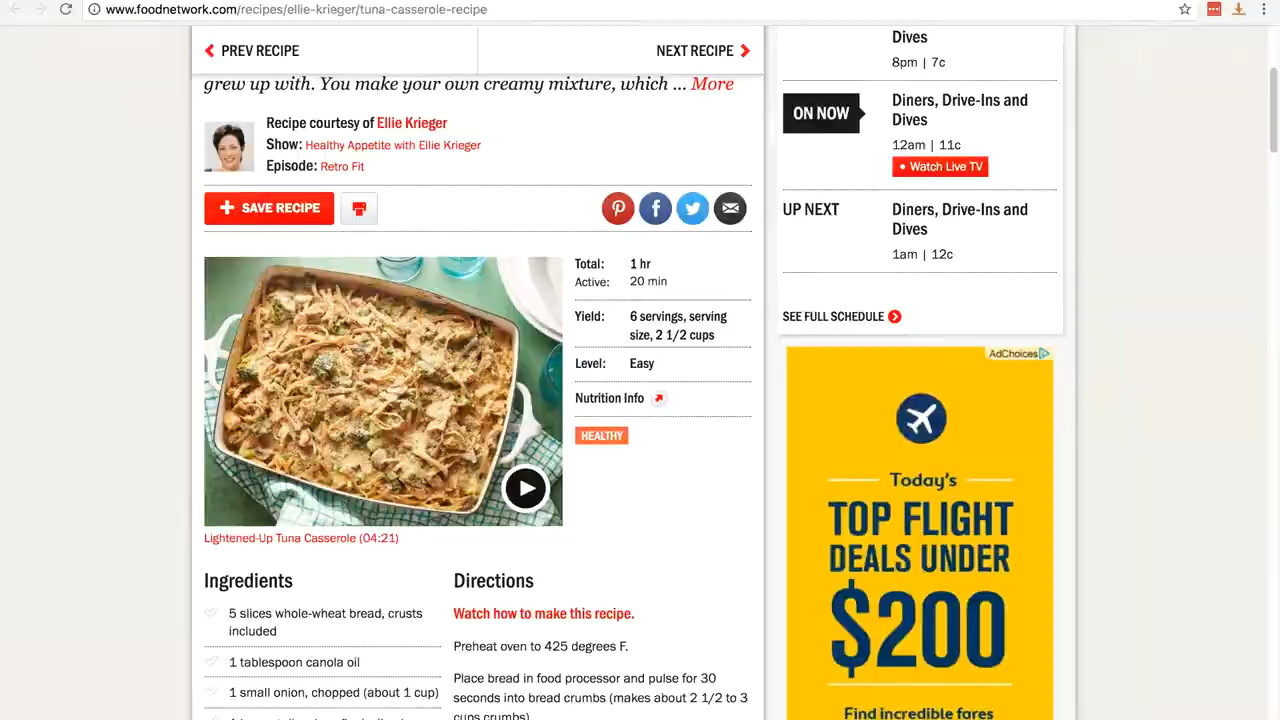 www.foodnetwork.com/recipes/ellie-krieger/tuna-casserole-recipe
PREV RECIPE
NEXT RECIPE
grew up with. You make your own creamy mixture, which ... More
Recipe courtesy of Ellie Krieger
Show: Healthy Appetite with Ellie Krieger
Episode: Retro Fit
SAVE RECIPE
Total: 1 hr
Active: 20 min
Yield: 6 servings, serving
size, 2 1/2 cups
Level: Easy
Nutrition Info
HEALTHY
Lightened-Up Tuna Casserole (04:21)
Ingredients
5 slices whole-wheat bread, crusts
included
1 tablespoon canola oil
1 small onion, chopped (about 1 cup)
Directions
Watch how to make this recipe.
Preheat oven to 425 degrees F.
Place bread in food processor and pulse for 30
seconds into bread crumbs (makes about 2 1/2 to 3
cups crumbs)
Dives
8pm | 7c
ON NOW
Diners, Drive-Ins and
Dives
12am | 11c
Watch Live TV
UP NEXT
Diners, Drive-Ins and
Dives
1am | 12c
SEE FULL SCHEDULE
AdChoices
Today's
TOP FLIGHT
DEALS UNDER
$200
Find incredible fares